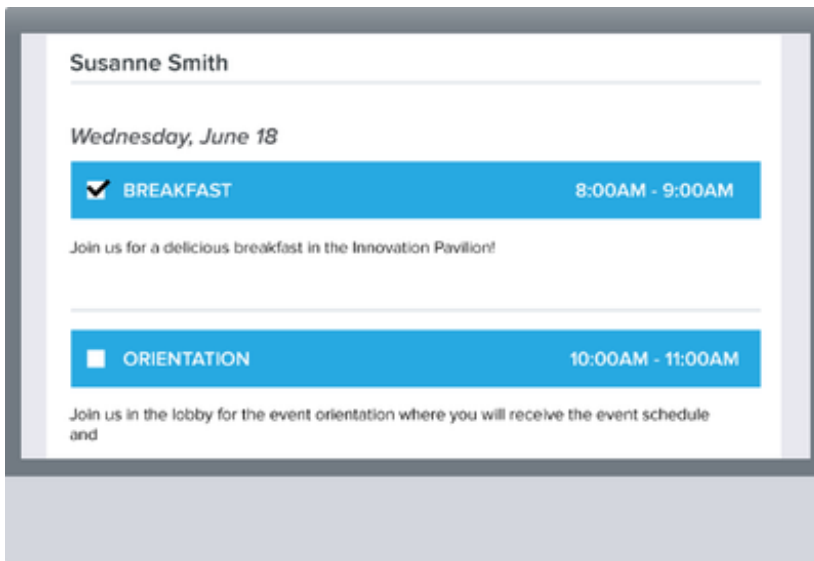 Susanne Smith
Wednesday, June 18
BREAKFAST 8:00AM - 9:00AM
Join us for a delicious breakfast in the Innovation Pavilion!
ORIENTATION 10:00AM - 11:00AM
Join us in the lobby for the event orientation where you will receive the event schedule
and